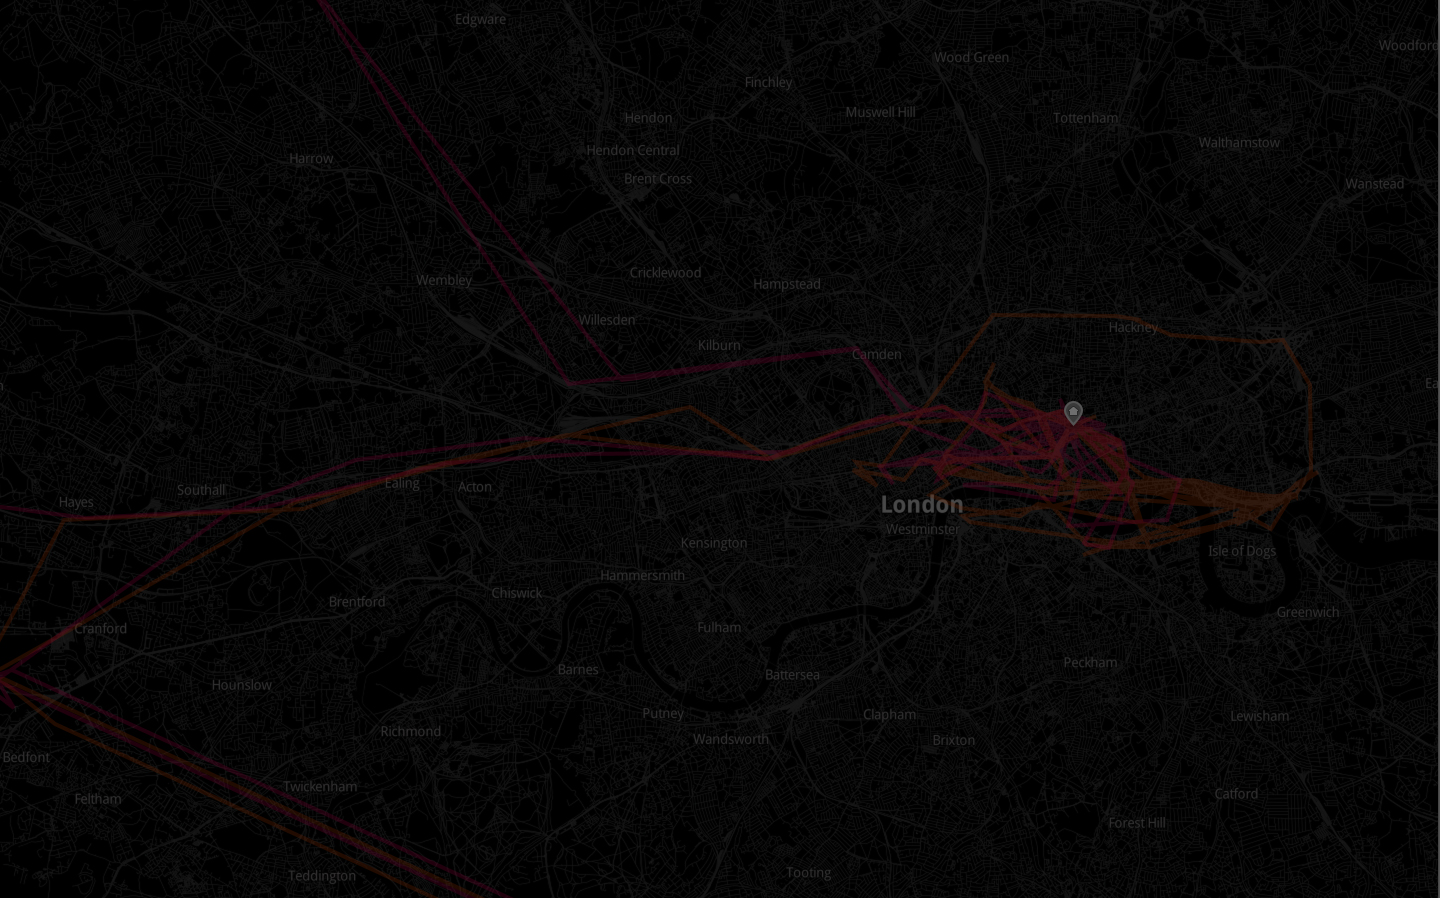 Edgware
Woodford
Wood Green
Finchley
Muswell Hill
Hendon
Tottenham
Walthamstow
Hendon Central
Harrow
Brent Cross
Wanstead
Cricklewood
Wembley
Hampstead
Willesden
Hackney
Kilburn
Camden
Ea
Ealing
Acton
Southall
Hayes
London
Westminster
Kensington
Isle of Dogs
Hammersmith
Chiswick
Brentford
Greenwich
Cranford
Fulham
Peckham
Barnes
Battersea
Hounslow
Putney
Clapham
Lewisham
Richmond
Wandsworth
Brixton
Bedfont
Twickenham
Catford
Feltham
Forest Hill
Tooting
Teddington